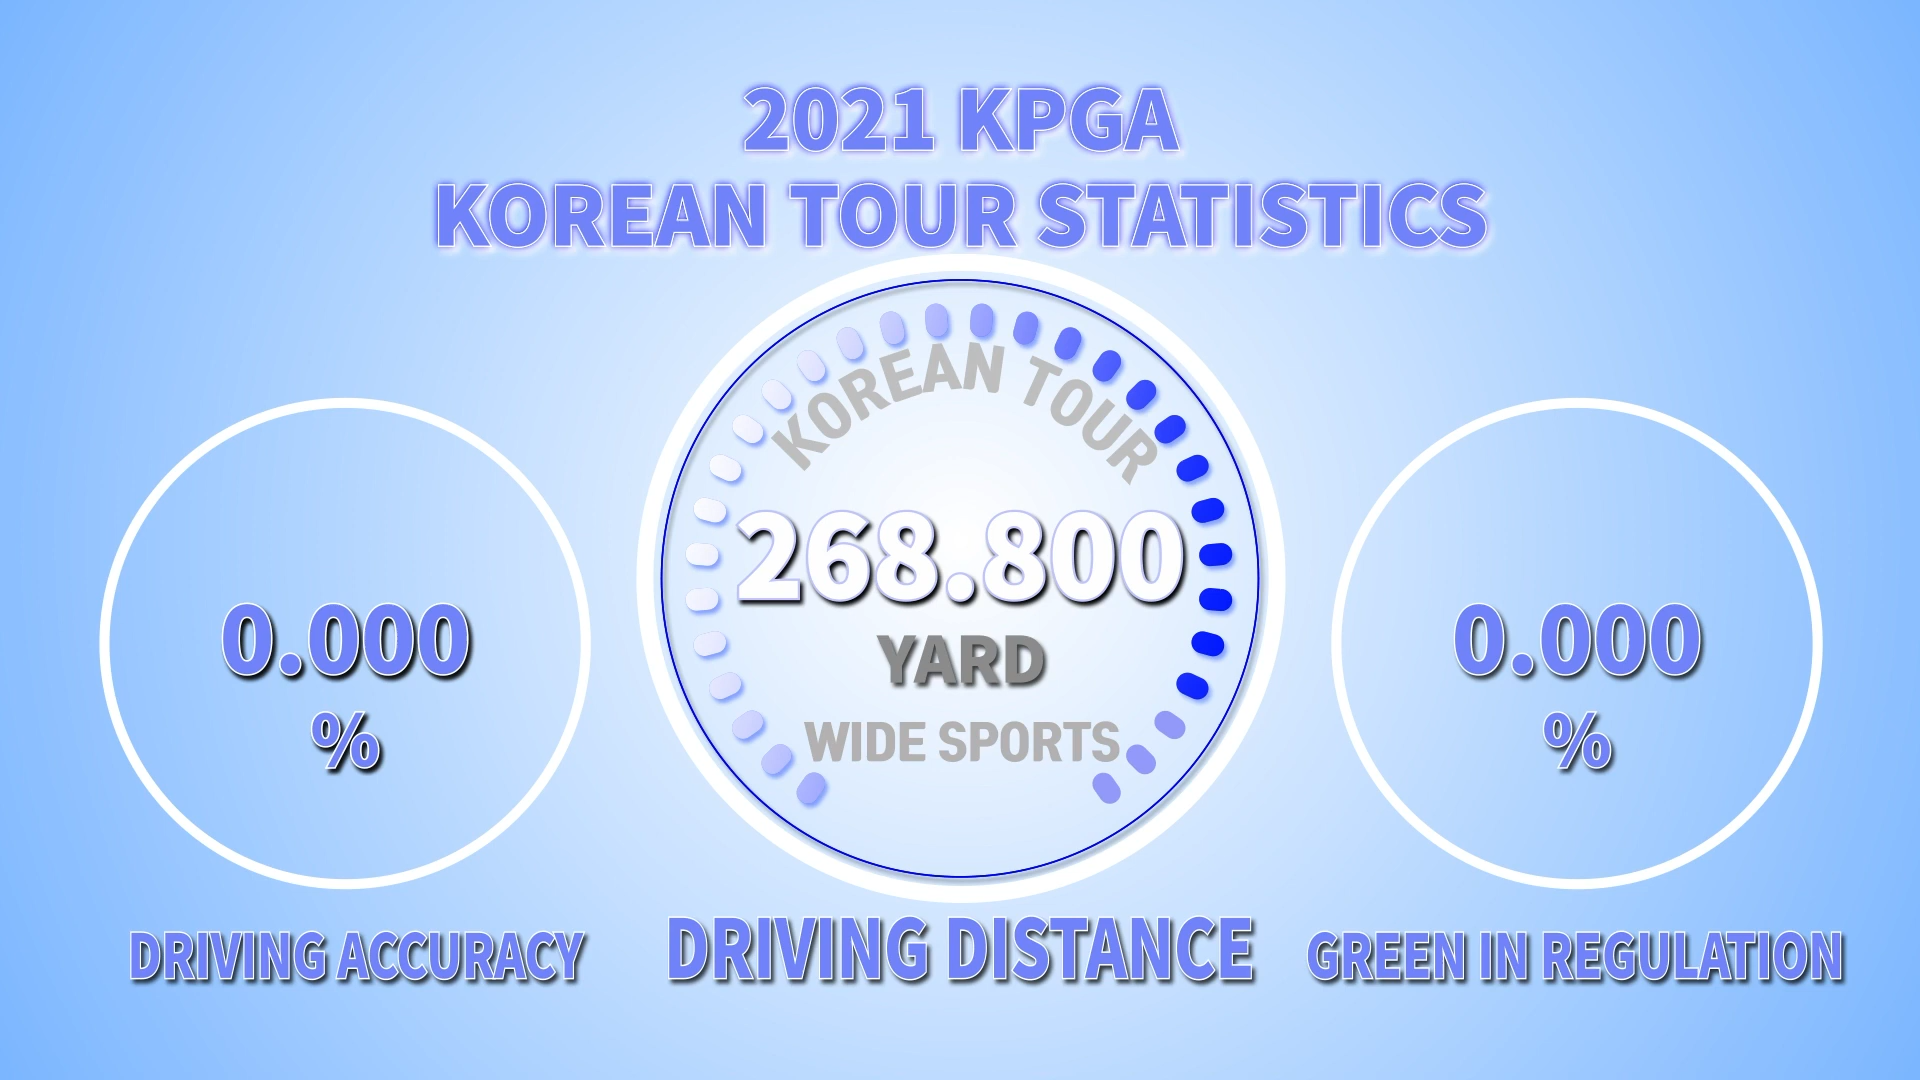 2021 KPGA
KOREAN TOUR STATISTICS
KOREAN TOUR
268.800
YARD
WIDE SPORTS
0.000
%
0.000
%
DRIVING ACCURACY
DRIVING DISTANCE
GREEN IN REGULATION